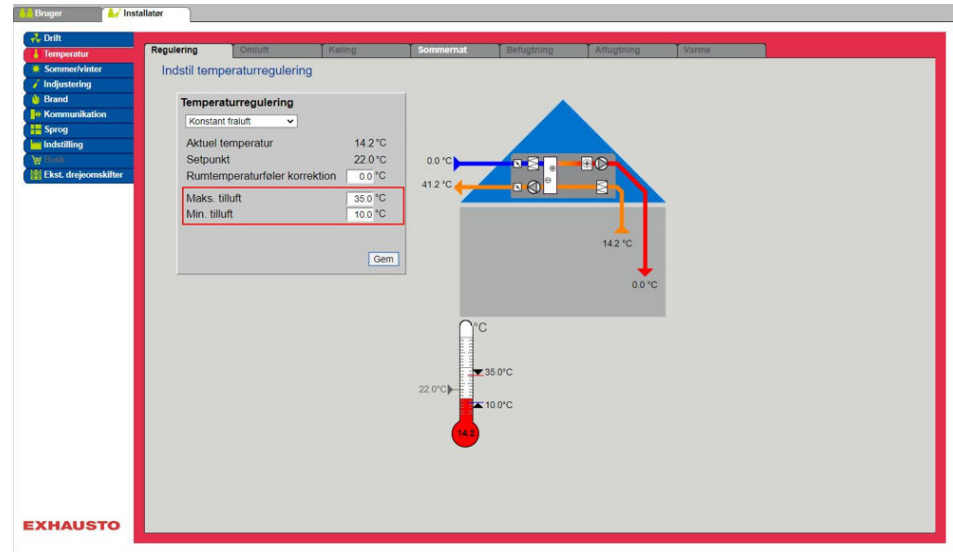 Bruger
Installatør
Drift
Temperatur
Sommer/vinter
Indjustering
Brand
Kommunikation
Sprog
Indstilling
Butik
Ekst. drejeomskifter
Regulering Omluft Køling Sommernat Befugtning Affugtning Varme
Indstil temperaturregulering
Temperaturregulering
Konstant fraluft
Aktuel temperatur 14.2°C
Setpunkt 22.0°C
Rumtemperaturføler korrektion 0.0 °C
Maks. tilluft 35.0 °C
Min. tilluft 10.0 °C
Gem
0.0 °C
41.2 °C
14.2 °C
0.0 °C
°C
35.0°C
22.0°C
10.0°C
14.2
EXHAUSTO